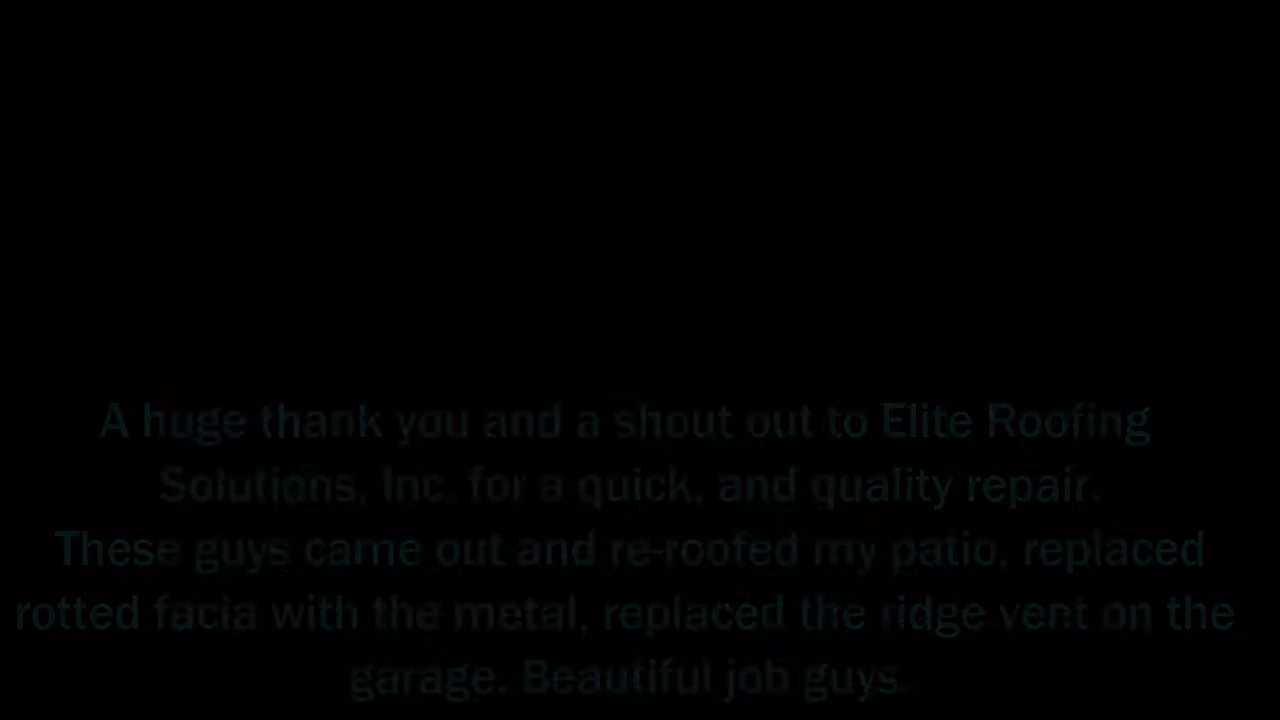 A huge thank you and a shout out to Elite Roofing
Solutions, Inc. for a quick, and quality repair.
These guys came out and re-roofed my patio, replaced
rotted facia with the metal, replaced the ridge vent on the
garage. Beautiful job guys.